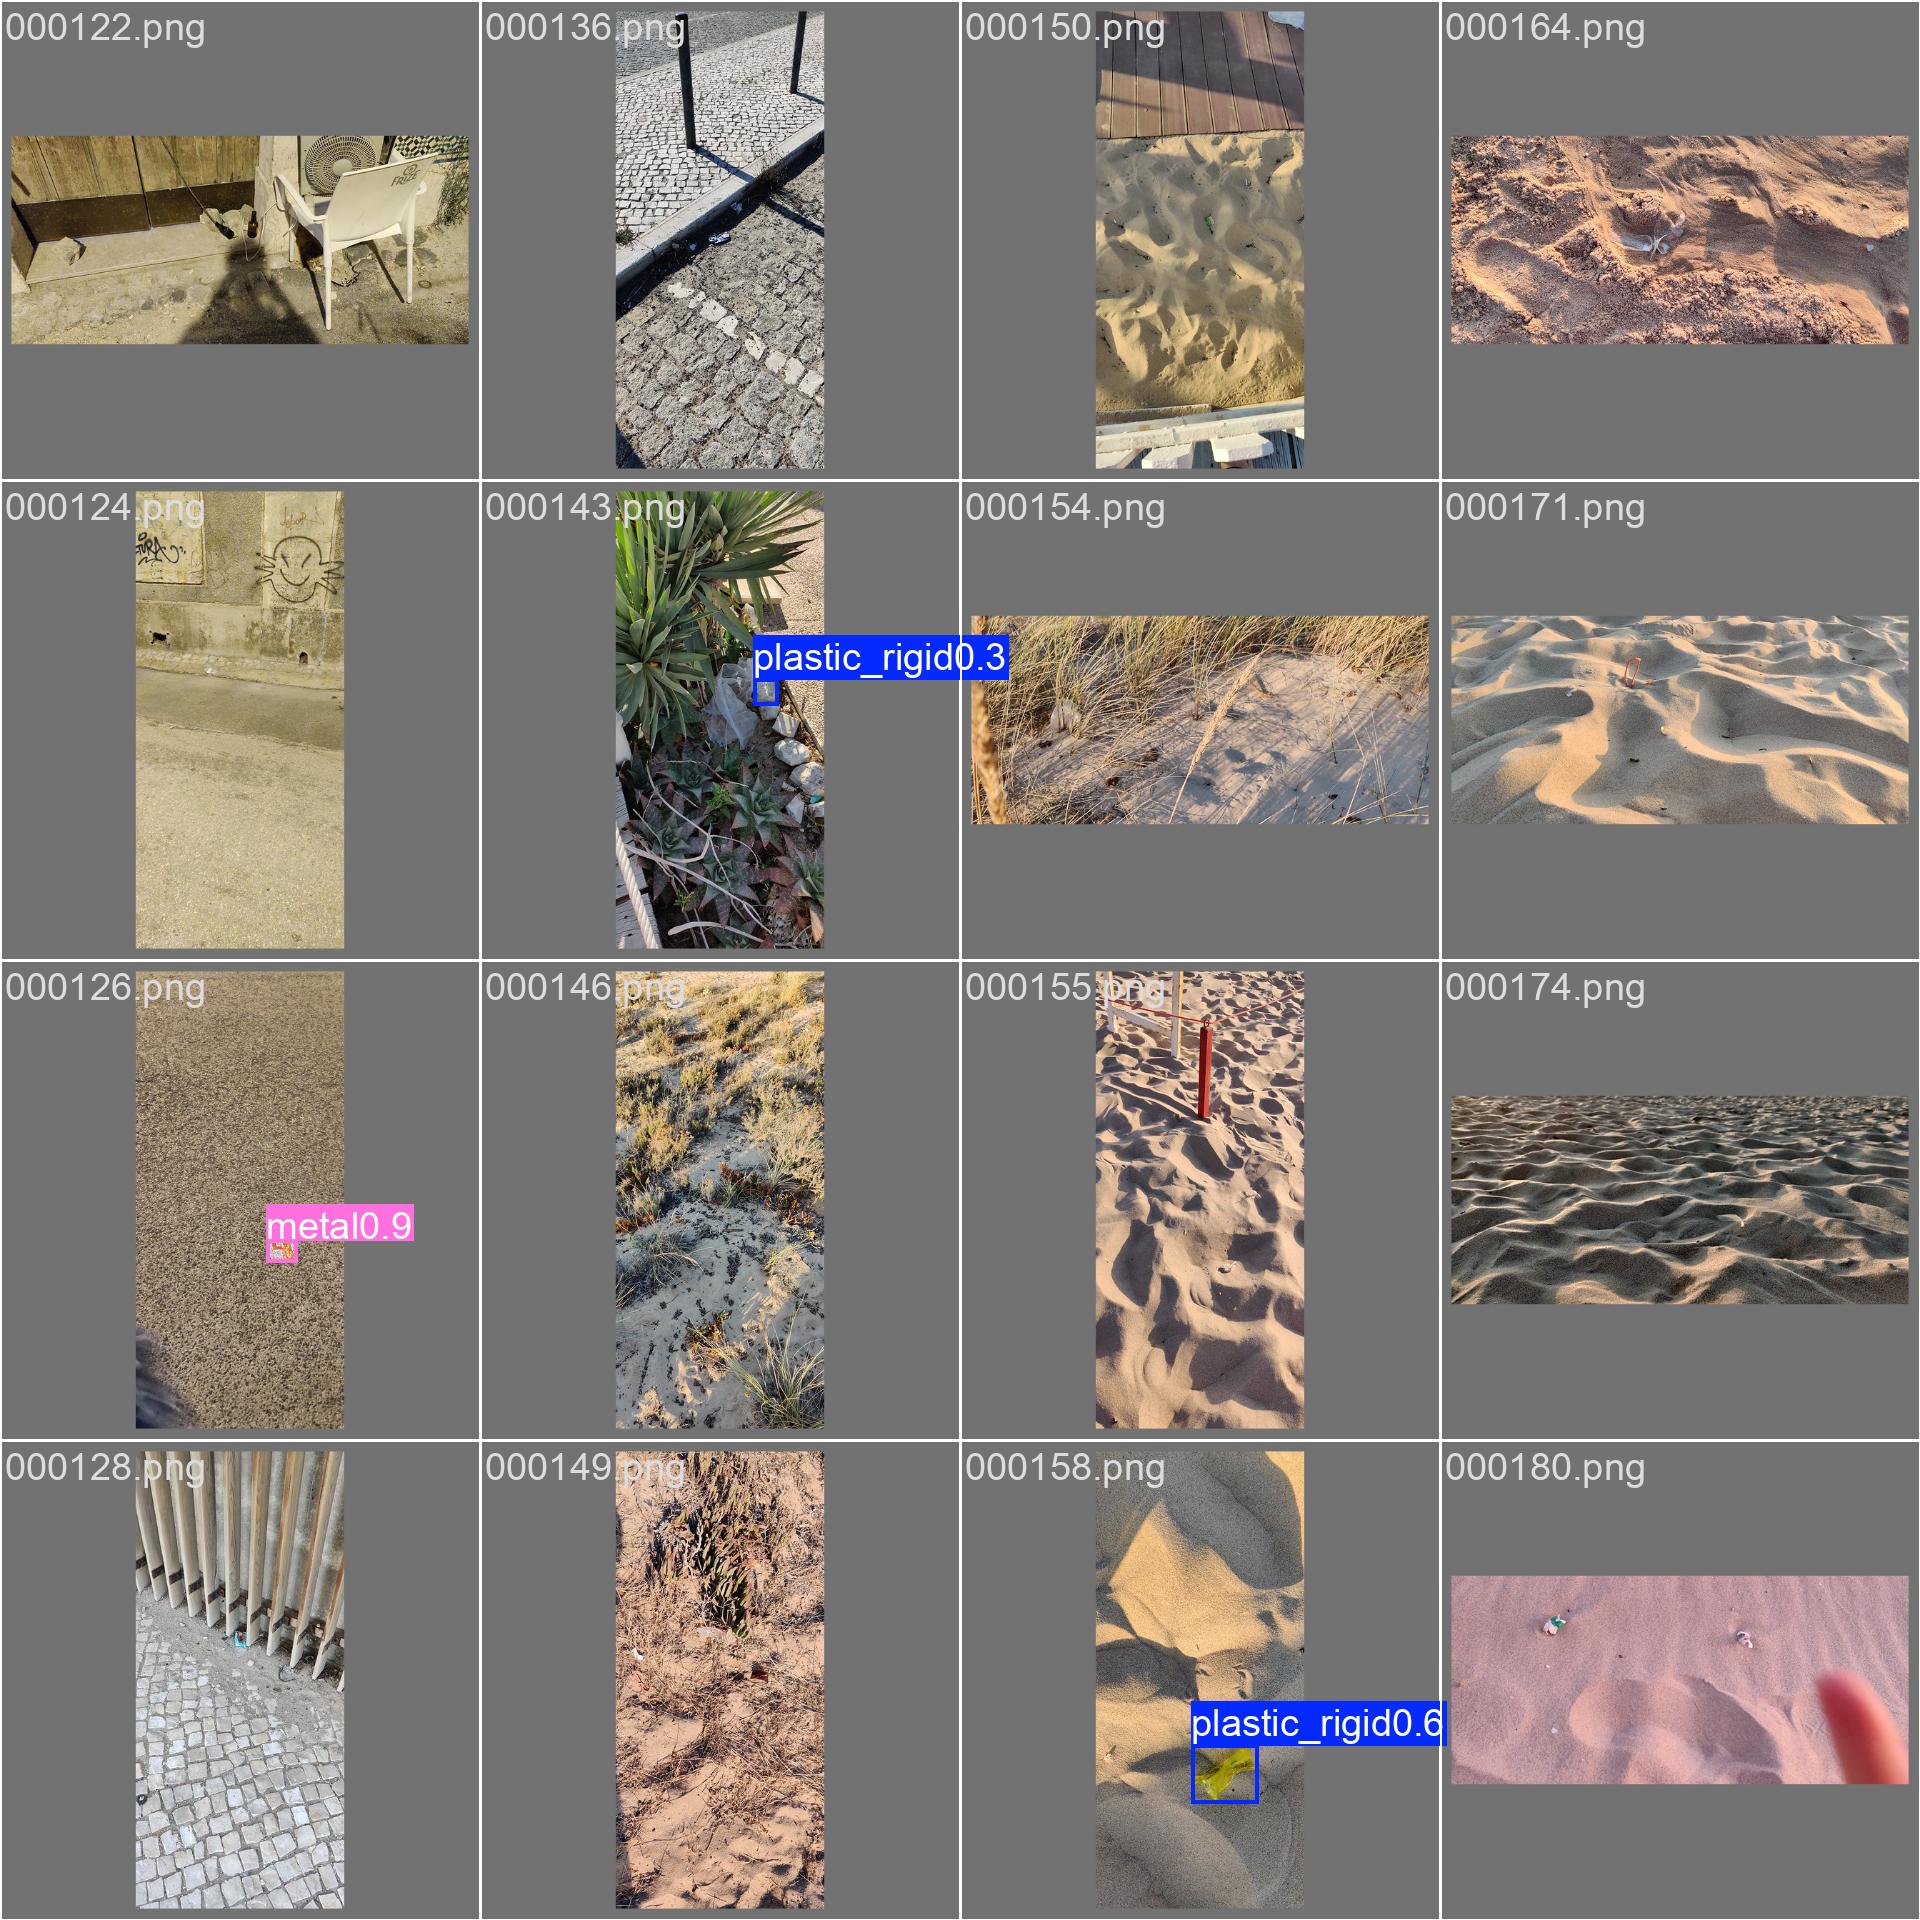 000122.png
000136.png
000150.png
000164.png
FRIZE
000124.png
000143.png
000154.png
000171.png
plastic_rigid0.3
000126.png
000146.png
000155.png
000174.png
metal0.9
000128.png
000149.png
000158.png
000180.png
plastic_rigid0.6